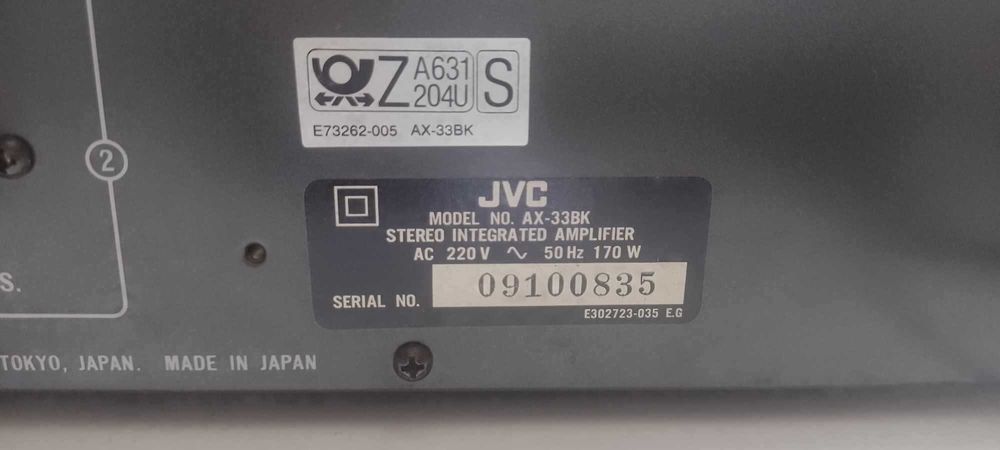 Z A631 S
204U
E73262-005 AX-33BK
2
JVC
MODEL NO. AX-33BK
STEREO INTEGRATED AMPLIFIER
AC 220 V ~ 50 Hz 170 W
SERIAL NO. 09100835
E302723-035 E.G
S.
TOKYO, JAPAN. MADE IN JAPAN